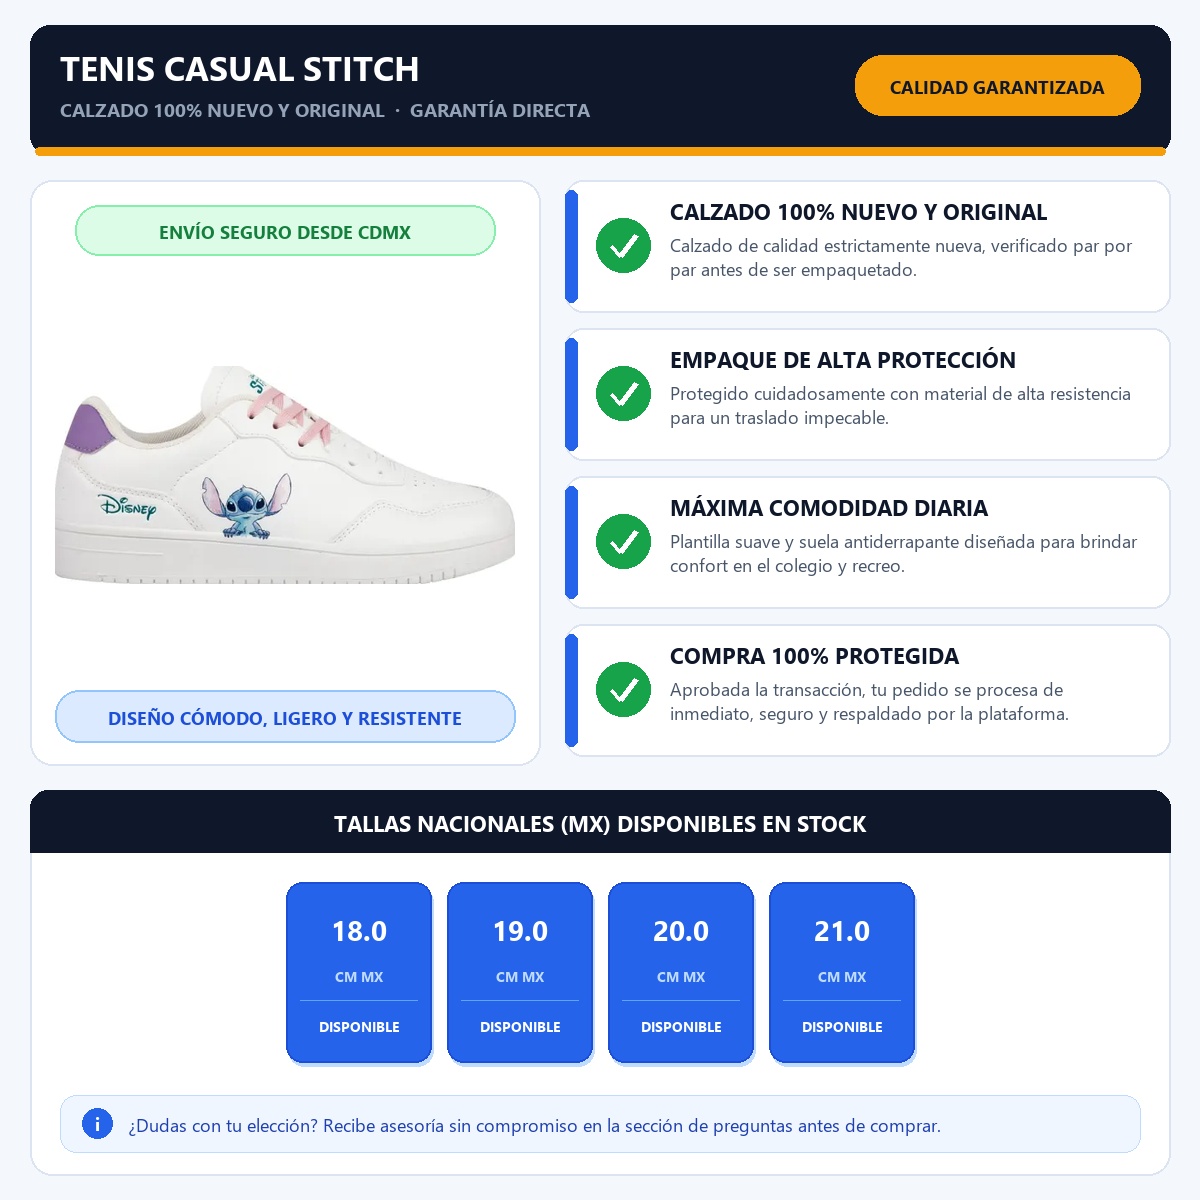 TENIS CASUAL STITCH
CALZADO 100% NUEVO Y ORIGINAL · GARANTÍA DIRECTA
CALIDAD GARANTIZADA
ENVÍO SEGURO DESDE CDMX
Disney
DISEÑO CÓMODO, LIGERO Y RESISTENTE
CALZADO 100% NUEVO Y ORIGINAL
Calzado de calidad estrictamente nueva, verificado par por
par antes de ser empaquetado.
EMPAQUE DE ALTA PROTECCIÓN
Protegido cuidadosamente con material de alta resistencia
para un traslado impecable.
MÁXIMA COMODIDAD DIARIA
Plantilla suave y suela antiderrapante diseñada para brindar
confort en el colegio y recreo.
COMPRA 100% PROTEGIDA
Aprobada la transacción, tu pedido se procesa de
inmediato, seguro y respaldado por la plataforma.
TALLAS NACIONALES (MX) DISPONIBLES EN STOCK
18.0 19.0 20.0 21.0
CM MX CM MX CM MX CM MX
DISPONIBLE DISPONIBLE DISPONIBLE DISPONIBLE
¿Dudas con tu elección? Recibe asesoría sin compromiso en la sección de preguntas antes de comprar.